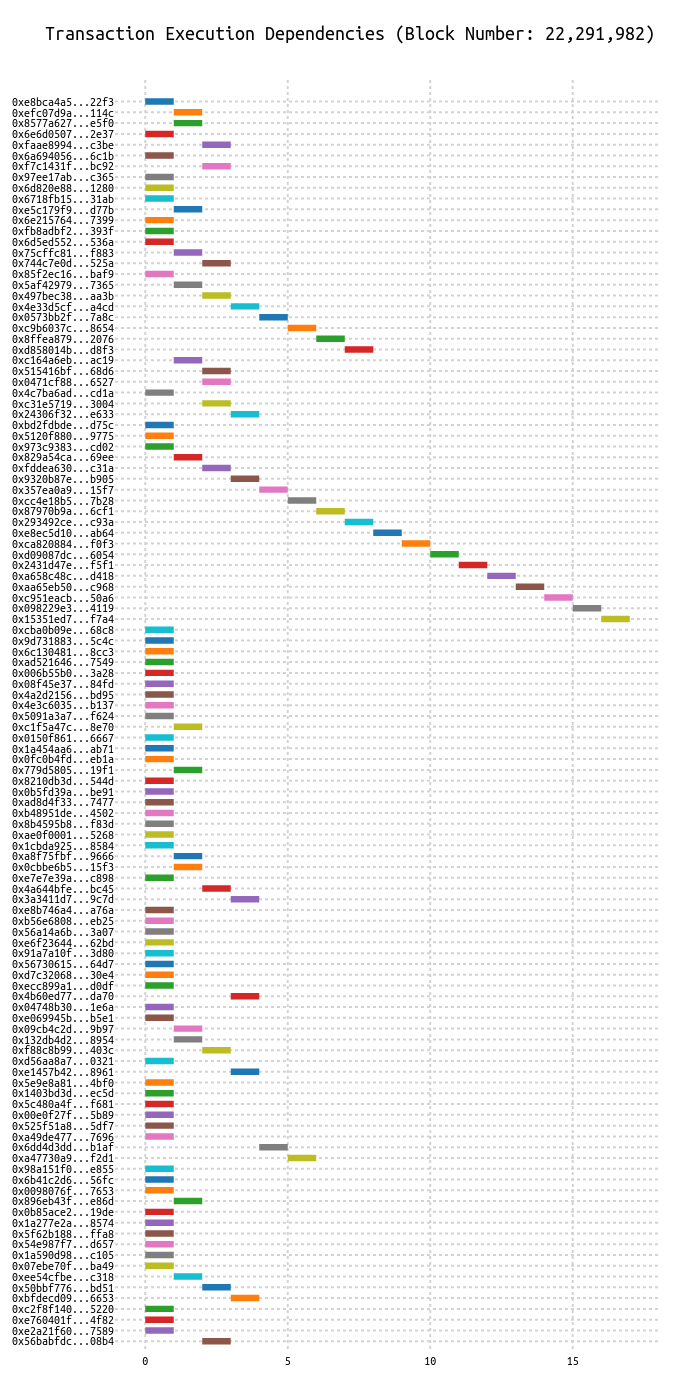 Transaction Execution Dependencies (Block Number: 22,291,982)
0xe8bca4a5...22f3
0xefc07d9a...114c
0x8577a627...e5f0
0x6e6d0507...2e37
0xfaae8994...c3be
0x6a694056...6c1b
0xf7c1431f...bc92
0x97ee17ab...c365
0x6d820e88...1280
0x6718fb15...31ab
0xe5c179f9...d77b
0x6e215764...7399
0xfb8adbf2...393f
0x6d5ed552...536a
0x75cffc81...f883
0x744c7e0d...525a
0x85f2ec16...baf9
0x5af42979...7365
0x497bec38...aa3b
0x4e33d5cf...a4cd
0x0573bb2f...7a8c
0xc9b6037c...8654
0x8ffea879...2076
0xd858014b...d8f3
0xc164a6eb...ac19
0x515416bf...68d6
0x0471cf88...6527
0x4c7ba6ad...cd1a
0xc31e5719...3004
0x24306f32...e633
0xbd2fdbde...d75c
0x5120f880...9775
0x973c9383...cd02
0x829a54ca...69ee
0xfddea630...c31a
0x9320b87e...b905
0x357ea0a9...15f7
0xcc4e18b5...7b28
0x87970b9a...6cf1
0x293492ce...c93a
0xe8ec5d10...ab64
0xca820884...f0f3
0xd09087dc...6054
0x2431d47e...f5f1
0xa658c48c...d418
0xaa65eb50...c968
0xc951eacb...50a6
0x098229e3...4119
0x15351ed7...f7a4
0xcba0b09e...68c8
0x9d731883...5c4c
0x6c130481...8cc3
0xad521646...7549
0x006b55b0...3a28
0x08f45e37...84fd
0x4a2d2156...bd95
0x4e3c6035...b137
0x5091a3a7...f624
0xc1f5a47c...8e70
0x0150f861...6667
0x1a454aa6...ab71
0x0fc0b4fd...eb1a
0x779d5805...19f1
0x8210db3d...544d
0x0b5fd39a...be91
0xad8d4f33...7477
0xb48951de...4502
0x8b4595b8...f83d
0xae0f0001...5268
0x1cbda925...8584
0xa8f75fbf...9666
0x0cbbe6b5...15f3
0xe7e7e39a...c898
0x4a644bfe...bc45
0x3a3411d7...9c7d
0xe8b746a4...a76a
0xb56e6808...eb25
0x56a14a6b...3a07
0xe6f23644...62bd
0x91a7a10f...3d80
0x56730615...64d7
0xd7c32068...30e4
0xecc899a1...d0df
0x4b60ed77...da70
0x04748b30...1e6a
0xe069945b...b5e1
0x09cb4c2d...9b97
0x132db4d2...8954
0xf88c8b99...403c
0xd56aa8a7...0321
0xe1457b42...8961
0x5e9e8a81...4bf0
0x1403bd3d...ec5d
0x5c480a4f...f681
0x00e0f27f...5b89
0x525f51a8...5df7
0xa49de477...7696
0x6dd4d3dd...b1af
0xa47730a9...f2d1
0x98a151f0...e855
0x6b41c2d6...56fc
0x0098076f...7653
0x896eb43f...e86d
0x0b85ace2...19de
0x1a277e2a...8574
0x5f62b188...ffa8
0x54e987f7...d657
0x1a590d98...c105
0x07ebe70f...ba49
0xee54cfbe...c318
0x50bbf776...bd51
0xbfdecd09...6653
0xc2f8f140...5220
0xe760401f...4f82
0xe2a21f60...7589
0x56babfdc...08b4
0 5 10 15